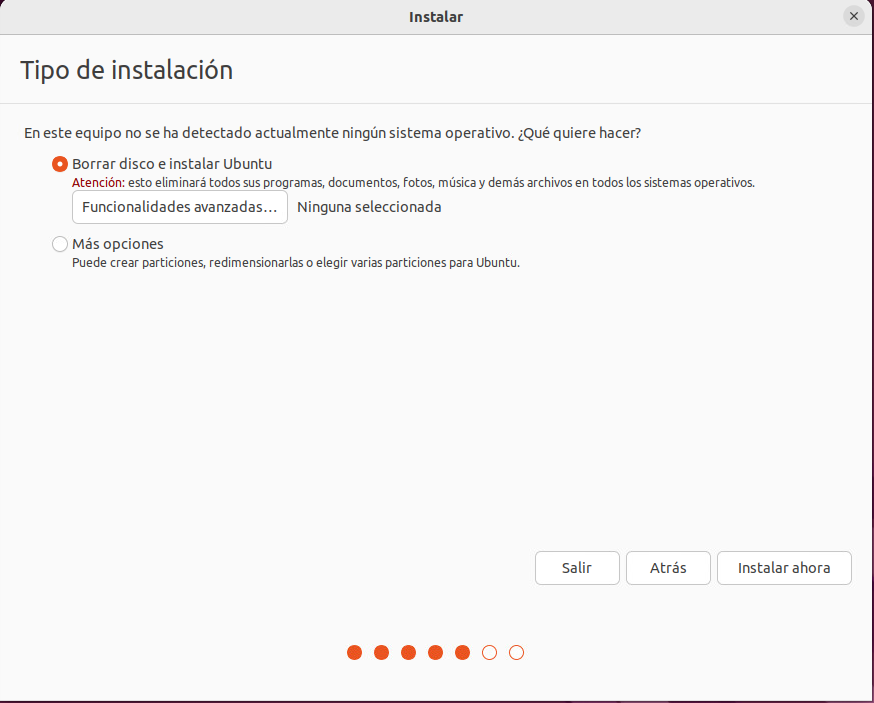 Instalar
Tipo de instalación
En este equipo no se ha detectado actualmente ningún sistema operativo. ¿Qué quiere hacer?
Borrar disco e instalar Ubuntu
Atención: esto eliminará todos sus programas, documentos, fotos, música y demás archivos en todos los sistemas operativos.
Funcionalidades avanzadas... Ninguna seleccionada
Más opciones
Puede crear particiones, redimensionarlas o elegir varias particiones para Ubuntu.
Salir Atrás Instalar ahora